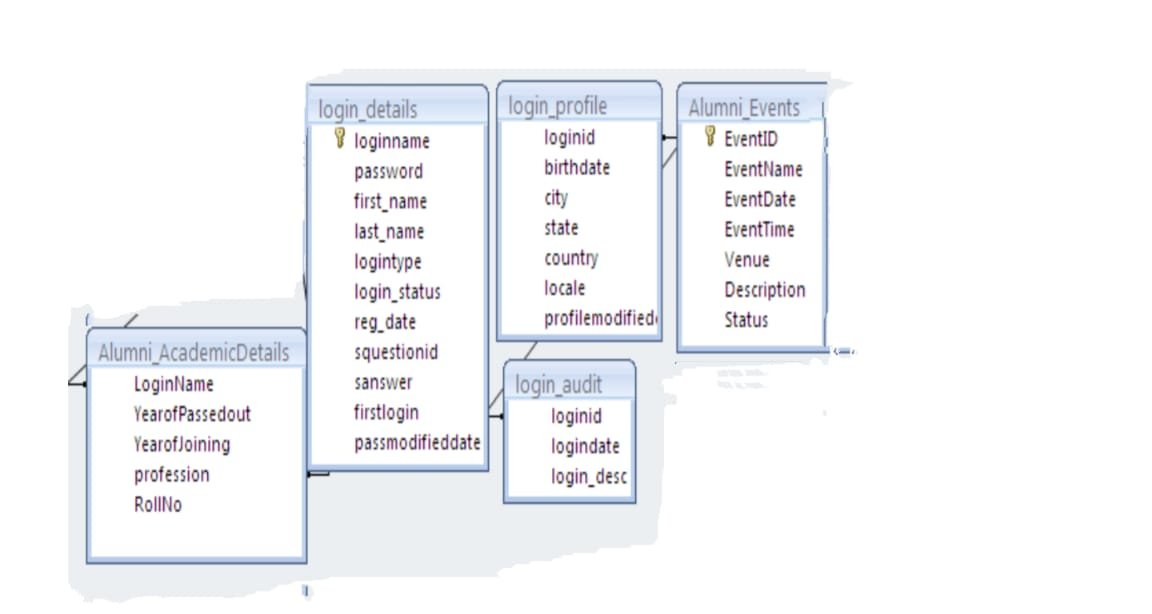 login_details
loginname
password
first_name
last_name
logintype
login_status
reg_date
squestionid
sanswer
firstlogin
passmodifieddate
login_profile
loginid
birthdate
city
state
country
locale
profilemodified
Alumni_Events
EventID
EventName
EventDate
EventTime
Venue
Description
Status
Alumni_AcademicDetails
LoginName
YearofPassedout
YearofJoining
profession
RollNo
login_audit
loginid
logindate
login_desc